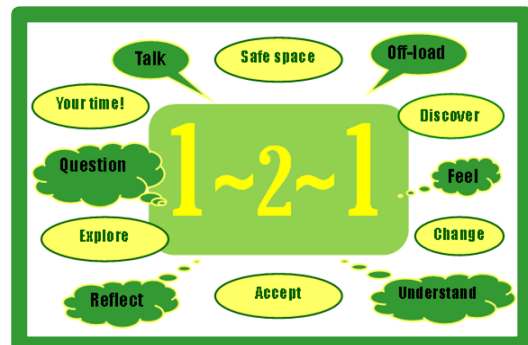 Talk
Safe space
Off-load
Your time!
Discover
1~2~1
Question
Feel
Explore
Change
Reflect
Accept
Understand